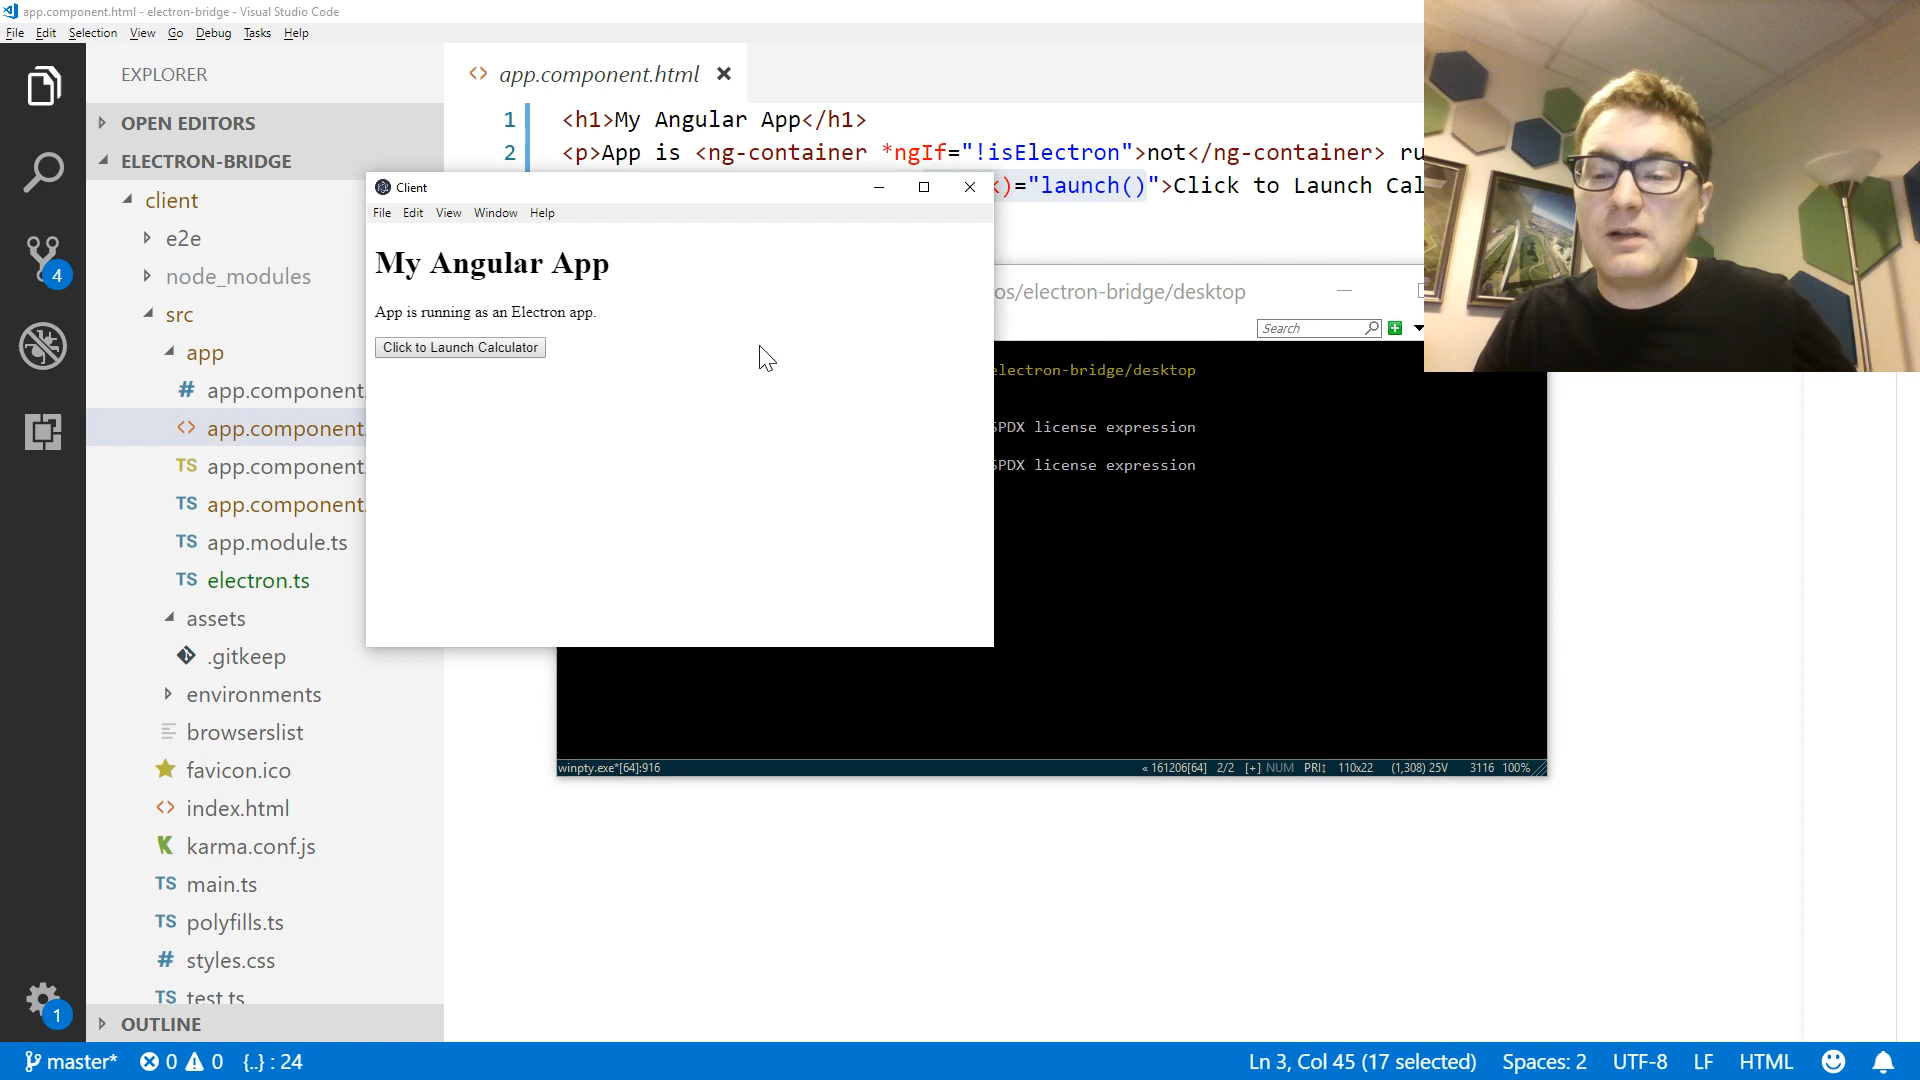 app.component.html - electron-bridge - Visual Studio Code
File Edit Selection View Go Debug Tasks Help
EXPLORER
OPEN EDITORS
ELECTRON-BRIDGE
client
e2e
node_modules
src
app
app.component.
app.component.
app.component.
app.component.
app.module.ts
electron.ts
assets
.gitkeep
environments
browserslist
favicon.ico
index.html
karma.conf.js
main.ts
polyfills.ts
styles.css
test.ts
OUTLINE
4
1
app.component.html
1 <h1>My Angular App</h1>
2 <p>App is <ng-container *ngIf="!isElectron">not</ng-container> ru
)="launch()">Click to Launch Cal
Client
File Edit View Window Help
My Angular App
App is running as an Electron app.
Click to Launch Calculator
os/electron-bridge/desktop
Search
electron-bridge/desktop
SPDX license expression
SPDX license expression
winpty.exe*[64]:916
« 161206[64] 2/2 [+] NUM PRI↕ 110x22 (1,308) 25V 3116 100%
master* 0 0 {..} : 24
Ln 3, Col 45 (17 selected) Spaces: 2 UTF-8 LF HTML